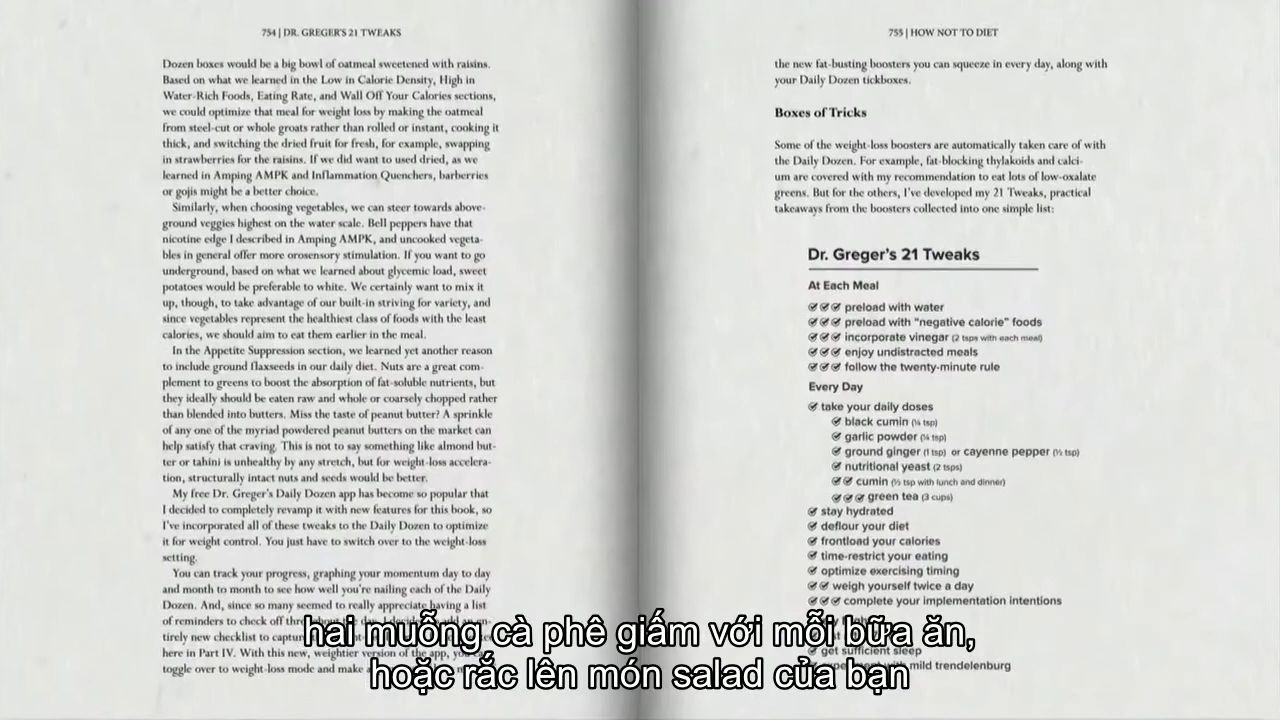 754 | DR. GREGER'S 21 TWEAKS
Dozen boxes would be a big bowl of oatmeal sweetened with raisins.
Based on what we learned in the Low in Calorie Density, High in
Water-Rich Foods, Eating Rate, and Wall Off Your Calories sections,
we could optimize that meal for weight loss by making the oatmeal
from steel-cut or whole groats rather than rolled or instant, cooking it
thick, and switching the dried fruit for fresh, for example, swapping
in strawberries for the raisins. If we did want to used dried, as we
learned in Amping AMPK and Inflammation Quenchers, barberries
or gojis might be a better choice.
Similarly, when choosing vegetables, we can steer towards above-
ground veggies highest on the water scale. Bell peppers have that
nicotine edge I described in Amping AMPK, and uncooked vegeta-
bles in general offer more orosensory stimulation. If you want to go
underground, based on what we learned about glycemic load, sweet
potatoes would be preferable to white. We certainly want to mix it
up, though, to take advantage of our built-in striving for variety, and
since vegetables represent the healthiest class of foods with the least
calories, we should aim to eat them earlier in the meal.
In the Appetite Suppression section, we learned yet another reason
to include ground flaxseeds in our daily diet. Nuts are a great com-
plement to greens to boost the absorption of fat-soluble nutrients, but
they ideally should be eaten raw and whole or coarsely chopped rather
than blended into butters. Miss the taste of peanut butter? A sprinkle
of any one of the myriad powdered peanut butters on the market can
help satisfy that craving. This is not to say something like almond but-
ter or tahini is unhealthy by any stretch, but for weight-loss accelera-
tion, structurally intact nuts and seeds would be better.
My free Dr. Greger's Daily Dozen app has become so popular that
I decided to completely revamp it with new features for this book, so
I've incorporated all of these tweaks to the Daily Dozen to optimize
it for weight control. You just have to switch over to the weight-loss
setting.
You can track your progress, graphing your momentum day to day
and month to month to see how well you're nailing each of the Daily
Dozen. And, since so many seemed to really appreciate having a list
of reminders to check off
tirely new checklist to
here in Part IV. With this new, weightier version of the app,
toggle over to weight-loss mode and make
755 | HOW NOT TO DIET
the new fat-busting boosters you can squeeze in every day, along with
your Daily Dozen tickboxes.
Boxes of Tricks
Some of the weight-loss boosters are automatically taken care of with
the Daily Dozen. For example, fat-blocking thylakoids and calci-
um are covered with my recommendation to eat lots of low-oxalate
greens. But for the others, I've developed my 21 Tweaks, practical
takeaways from the boosters collected into one simple list:
Dr. Greger's 21 Tweaks
At Each Meal
preload with water
preload with "negative calorie" foods
incorporate vinegar (2 tsps with each meal)
enjoy undistracted meals
follow the twenty-minute rule
Every Day
take your daily doses
black cumin (¼ tsp)
garlic powder (¼ tsp)
ground ginger (1 tsp) or cayenne pepper (½ tsp)
nutritional yeast (2 tsps)
cumin (½ tsp with lunch and dinner)
green tea (3 cups)
stay hydrated
deflour your diet
frontload your calories
time-restrict your eating
optimize exercising timing
weigh yourself twice a day
complete your implementation intentions
get sufficient sleep
mild trendelenburg
hai muỗng cà phê giấm với mỗi bữa ăn,
hoặc rắc lên món salad của bạn